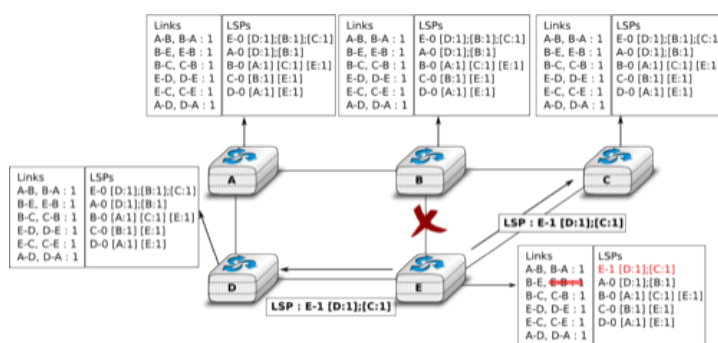 Links
A-B, B-A : 1
B-E, E-B : 1
B-C, C-B : 1
E-D, D-E : 1
E-C, C-E : 1
A-D, D-A : 1
LSPs
E-0 [D:1];[B:1];[C:1]
A-0 [D:1];[B:1]
B-0 [A:1] [C:1] [E:1]
C-0 [B:1] [E:1]
D-0 [A:1] [E:1]
Links
A-B, B-A : 1
B-E, E-B : 1
B-C, C-B : 1
E-D, D-E : 1
E-C, C-E : 1
A-D, D-A : 1
LSPs
E-0 [D:1];[B:1];[C:1]
A-0 [D:1];[B:1]
B-0 [A:1] [C:1] [E:1]
C-0 [B:1] [E:1]
D-0 [A:1] [E:1]
Links
A-B, B-A : 1
B-E, E-B : 1
B-C, C-B : 1
E-D, D-E : 1
E-C, C-E : 1
A-D, D-A : 1
LSPs
E-0 [D:1];[B:1];[C:1]
A-0 [D:1];[B:1]
B-0 [A:1] [C:1] [E:1]
C-0 [B:1] [E:1]
D-0 [A:1] [E:1]
A
B
C
Links
A-B, B-A : 1
B-E, E-B : 1
B-C, C-B : 1
E-D, D-E : 1
E-C, C-E : 1
A-D, D-A : 1
LSPs
E-0 [D:1];[B:1];[C:1]
A-0 [D:1];[B:1]
B-0 [A:1] [C:1] [E:1]
C-0 [B:1] [E:1]
D-0 [A:1] [E:1]
LSP : E-1 [D:1];[C:1]
D
E
LSP : E-1 [D:1];[C:1]
Links
A-B, B-A : 1
B-E, E-B : 1
B-C, C-B : 1
E-D, D-E : 1
E-C, C-E : 1
A-D, D-A : 1
LSPs
E-1 [D:1];[C:1]
A-0 [D:1];[B:1]
B-0 [A:1] [C:1] [E:1]
C-0 [B:1] [E:1]
D-0 [A:1] [E:1]